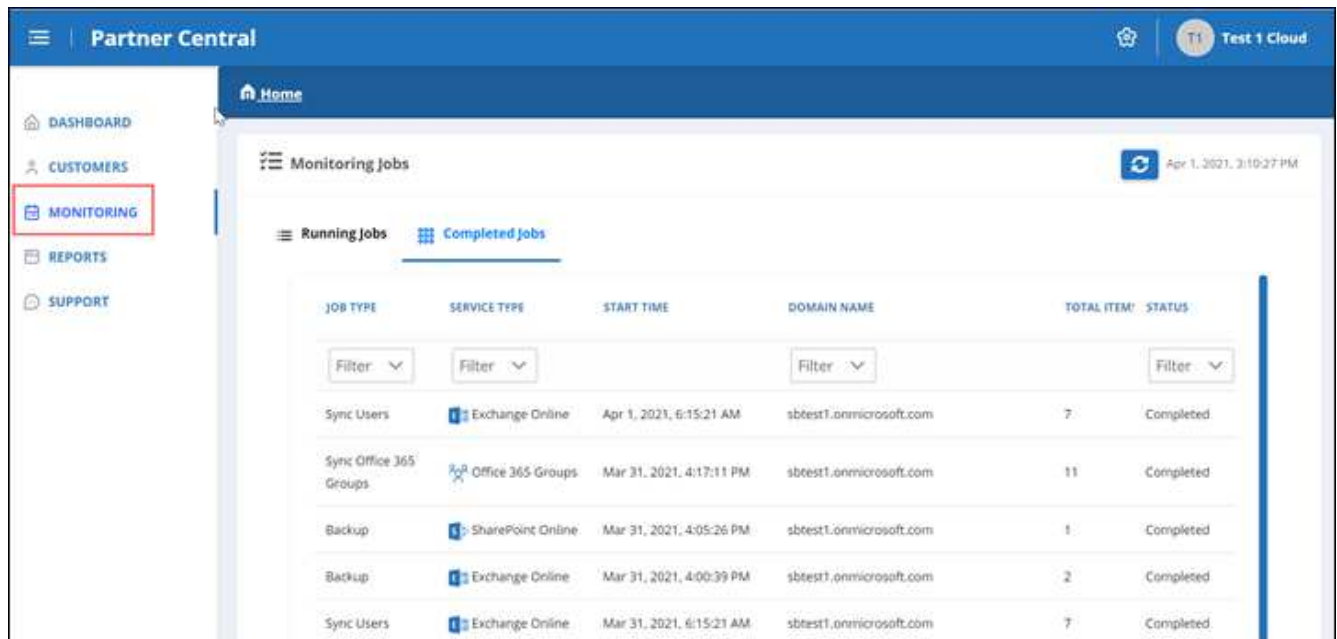 Partner Central
T1 Test 1 Cloud
Home
DASHBOARD
CUSTOMERS
MONITORING
REPORTS
SUPPORT
Monitoring Jobs
Apr 1, 2021, 3:10:27 PM
Running Jobs Completed Jobs
JOB TYPE SERVICE TYPE START TIME DOMAIN NAME TOTAL ITEM STATUS
Filter Filter Filter Filter
Sync Users Exchange Online Apr 1, 2021, 6:15:21 AM sbtest1.onmicrosoft.com 7 Completed
Sync Office 365
Groups Office 365 Groups Mar 31, 2021, 4:17:11 PM sbtest1.onmicrosoft.com 11 Completed
Backup SharePoint Online Mar 31, 2021, 4:05:26 PM sbtest1.onmicrosoft.com 1 Completed
Backup Exchange Online Mar 31, 2021, 4:00:39 PM sbtest1.onmicrosoft.com 2 Completed
Sync Users Exchange Online Mar 31, 2021, 6:15:21 AM sbtest1.onmicrosoft.com 7 Completed